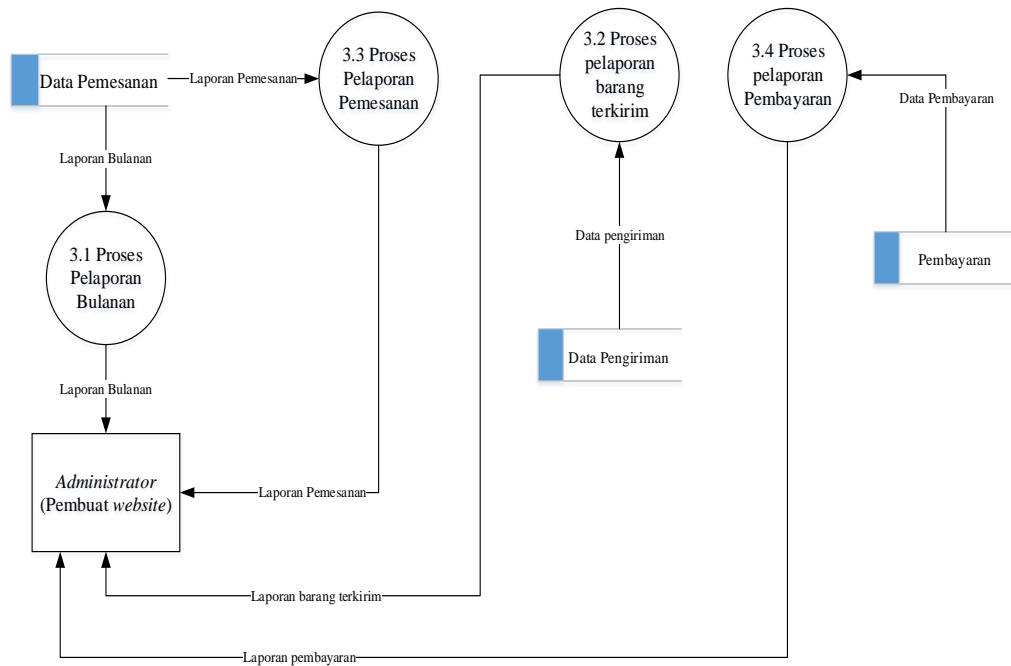 3.3 Proses
Pelaporan
Pemesanan
3.2 Proses
pelaporan
barang
terkirim
3.4 Proses
pelaporan
Pembayaran
Data Pemesanan
Laporan Pemesanan
Data Pembayaran
Laporan Bulanan
3.1 Proses
Pelaporan
Bulanan
Data pengiriman
Pembayaran
Data Pengiriman
Laporan Bulanan
Administrator
(Pembuat website)
Laporan Pemesanan
Laporan barang terkirim
Laporan pembayaran